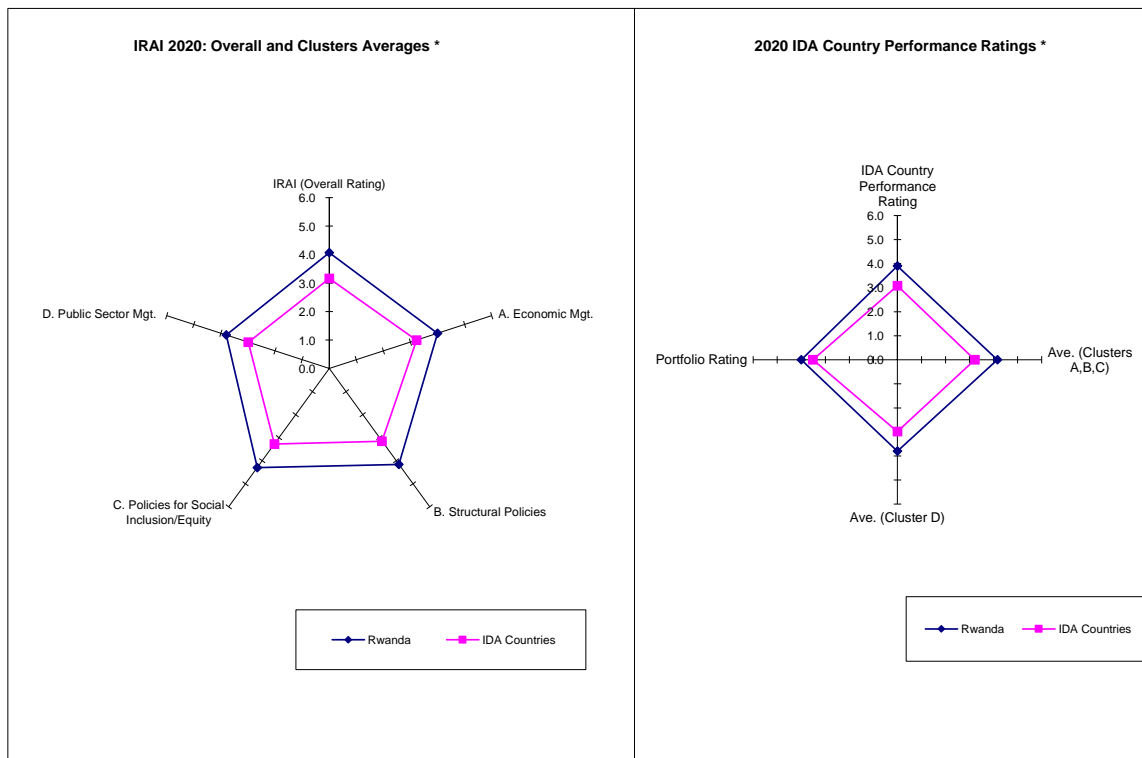 IRAI 2020: Overall and Clusters Averages *
IRAI (Overall Rating)
6.0
5.0
4.0
3.0
2.0
1.0
0.0
D. Public Sector Mgt.
A. Economic Mgt.
C. Policies for Social
Inclusion/Equity
B. Structural Policies
Rwanda
IDA Countries
2020 IDA Country Performance Ratings *
IDA Country
Performance
Rating
6.0
5.0
4.0
3.0
2.0
1.0
0.0
Portfolio Rating
Ave. (Clusters
A,B,C)
Ave. (Cluster D)
Rwanda
IDA Countries